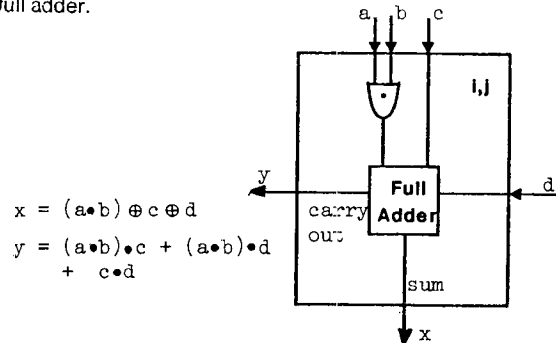 full adder.
a b c
i,j
•
y
Full
Adder
d
carry
out
x = (a•b) ⊕ c ⊕ d
y = (a•b)•c + (a•b)•d
+ c•d
sum
x